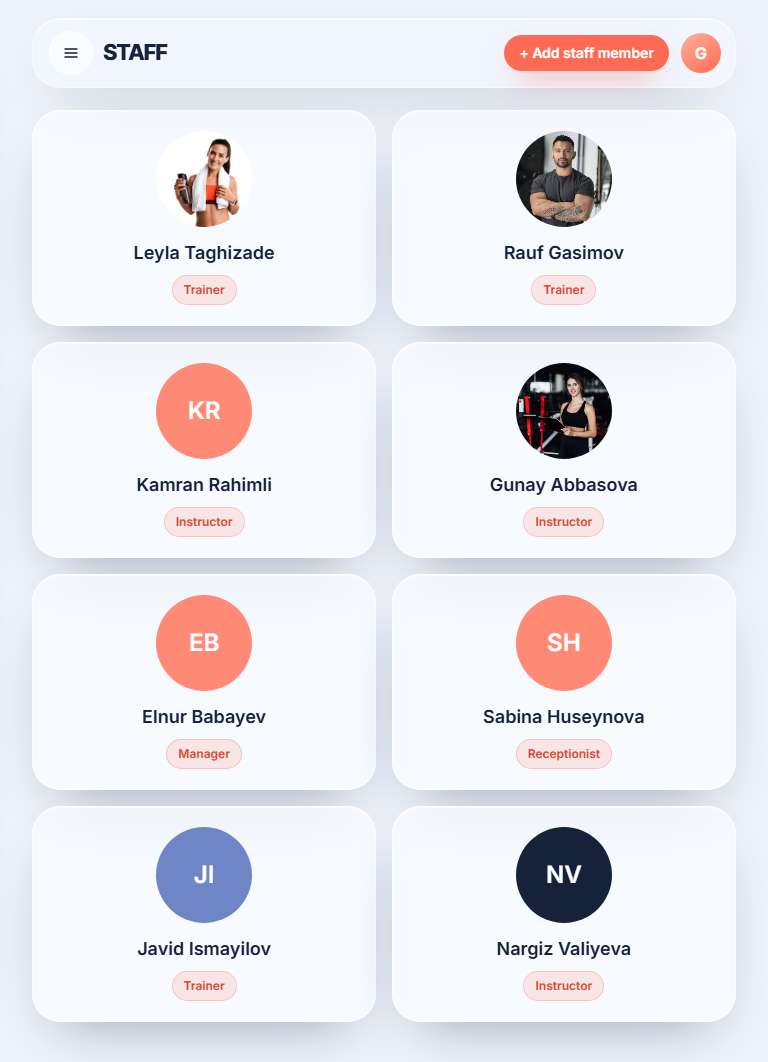 STAFF
+ Add staff member
G
Leyla Taghizade
Trainer
Rauf Gasimov
Trainer
KR
Kamran Rahimli
Instructor
Gunay Abbasova
Instructor
EB
Elnur Babayev
Manager
SH
Sabina Huseynova
Receptionist
JI
Javid Ismayilov
Trainer
NV
Nargiz Valiyeva
Instructor